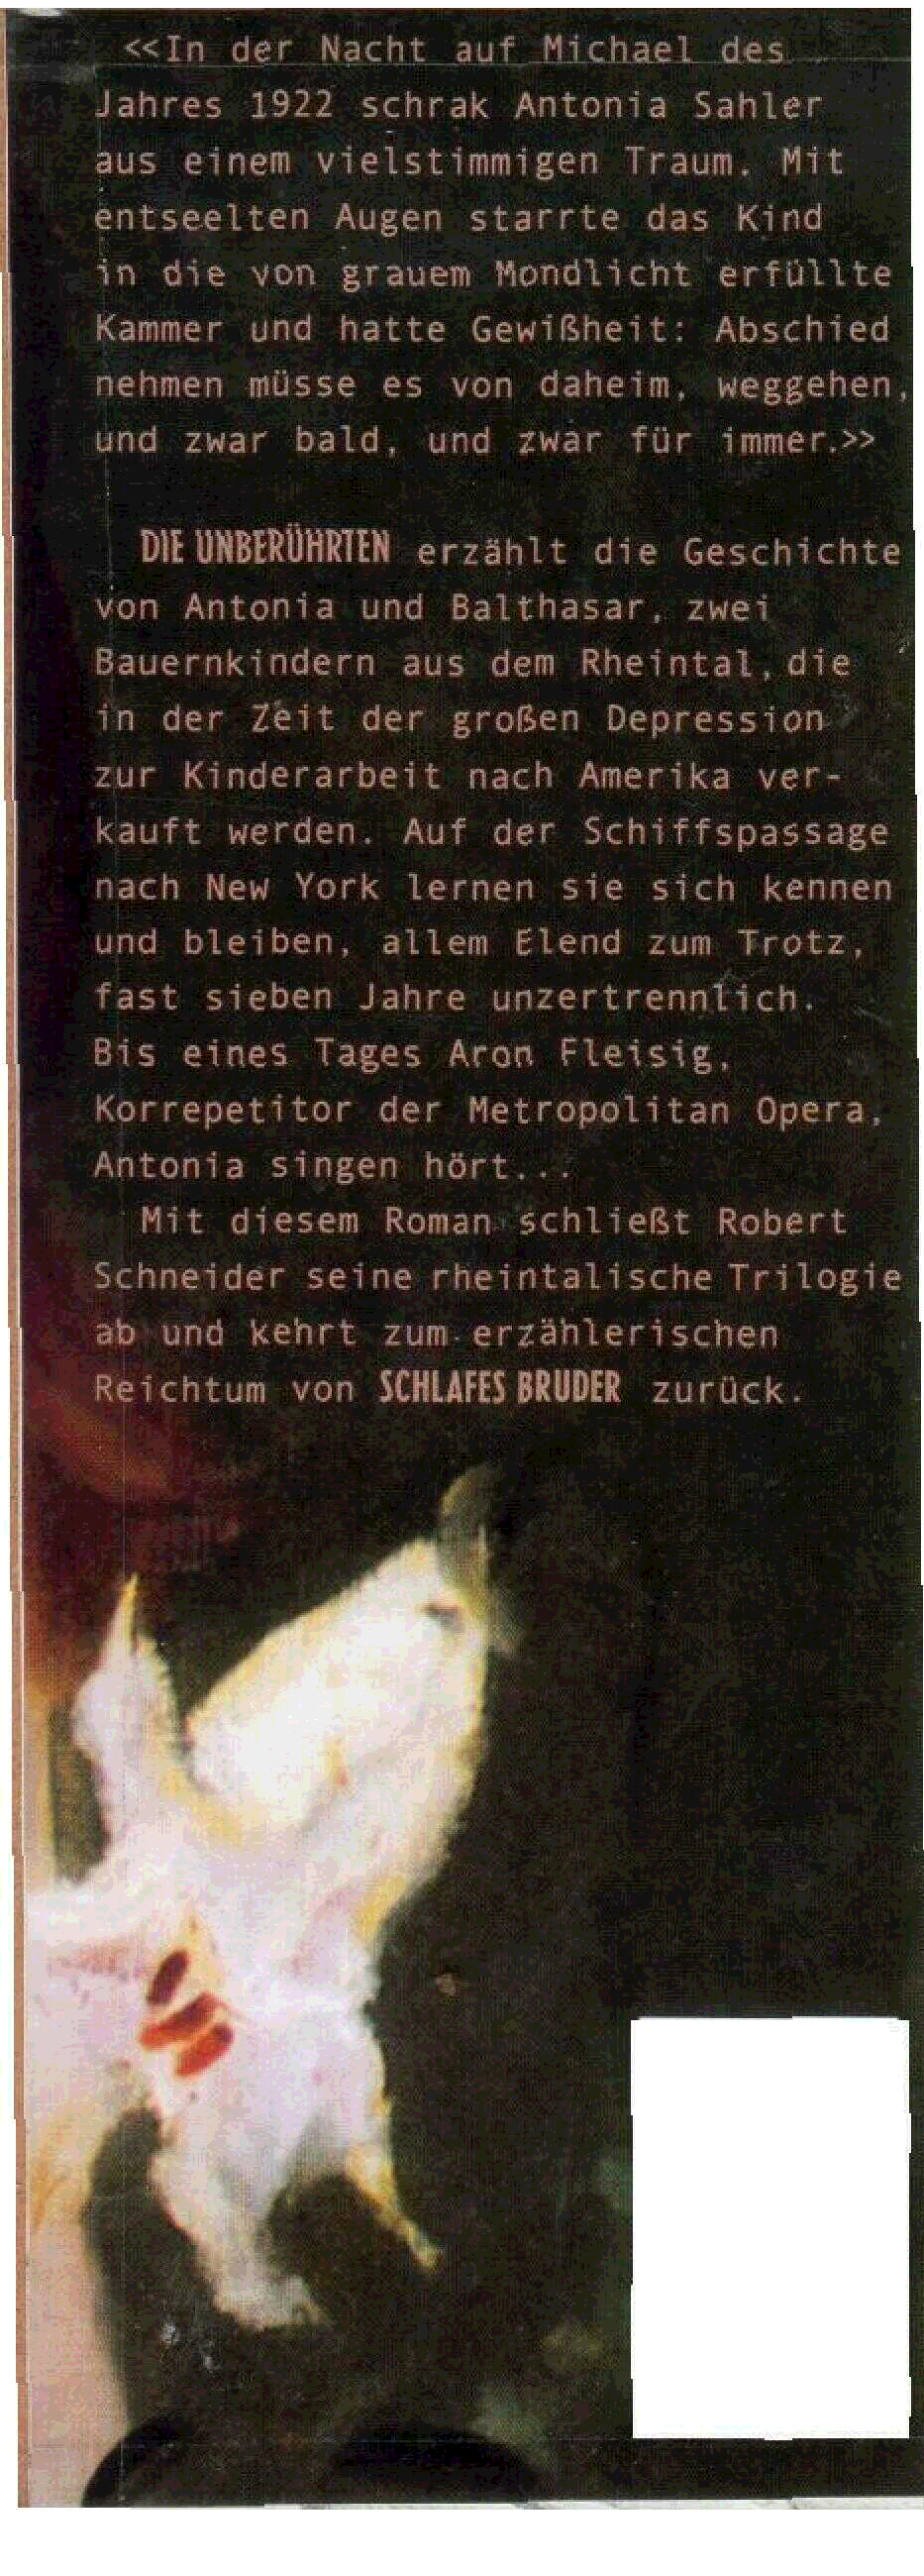 <<In der Nacht auf Michael des
Jahres 1922 schrak Antonia Sahler
aus einem vielstimmigen Traum. Mit
entseelten Augen starrte das Kind
in die von grauem Mondlicht erfüllte
Kammer und hatte Gewißheit: Abschied
nehmen müsse es von daheim, weggehen,
und zwar bald, und zwar für immer.>>
DIE UNBERÜHRTEN erzählt die Geschichte
von Antonia und Balthasar, zwei
Bauernkindern aus dem Rheintal, die
in der Zeit der großen Depression
zur Kinderarbeit nach Amerika ver-
kauft werden. Auf der Schiffspassage
nach New York lernen sie sich kennen
und bleiben, allem Elend zum Trotz,
fast sieben Jahre unzertrennlich.
Bis eines Tages Aron Fleisig,
Korrepetitor der Metropolitan Opera,
Antonia singen hört...
Mit diesem Roman schließt Robert
Schneider seine rheintalische Trilogie
ab und kehrt zum erzählerischen
Reichtum von SCHLAFES BRUDER zurück.